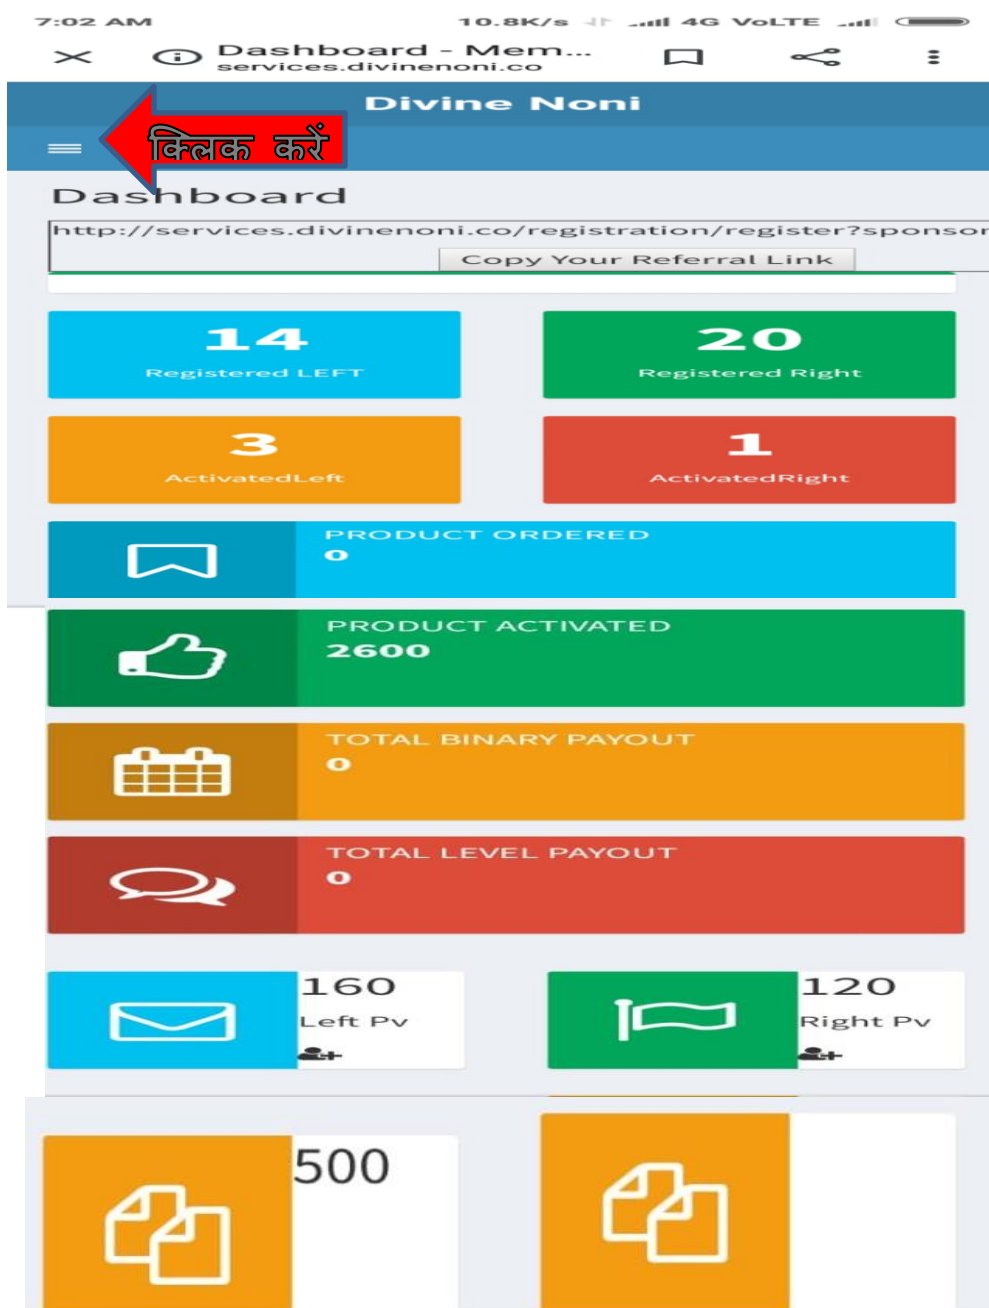 7:02 AM 10.8K/s 4G VoLTE
Dashboard - Mem...
services.divinenoni.co
Divine Noni
क्लिक करें
Dashboard
http://services.divinenoni.co/registration/register?sponsor
Copy Your Referral Link
14 20
Registered LEFT Registered Right
3 1
ActivatedLeft ActivatedRight
PRODUCT ORDERED
0
PRODUCT ACTIVATED
2600
TOTAL BINARY PAYOUT
0
TOTAL LEVEL PAYOUT
0
160 120
Left Pv Right Pv
500